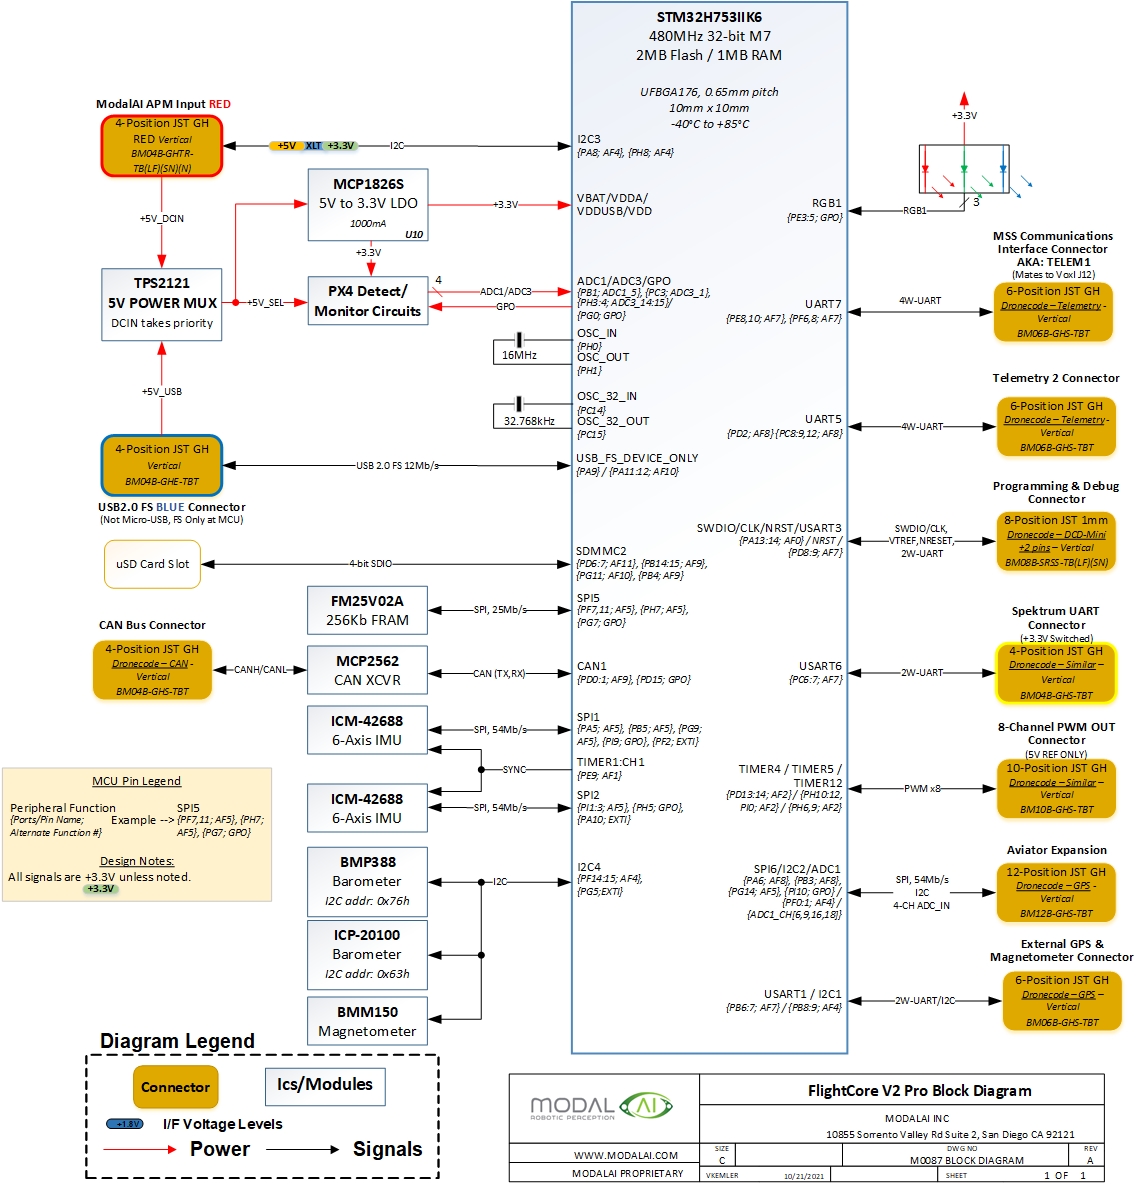 STM32H753IIK6
480MHz 32-bit M7
2MB Flash / 1MB RAM
UFBGA176, 0.65mm pitch
10mm x 10mm
-40°C to +85°C
ModalAI APM Input RED
4-Position JST GH
RED Vertical
BM04B-GHTR-
TB(LF)(SN)(N)
+5V XLT +3.3V
I2C
I2C3
{PA8; AF4}, {PH8; AF4}
+5V_DCIN
MCP1826S
5V to 3.3V LDO
1000mA
U10
+3.3V
VBAT/VDDA/
VDDUSB/VDD
+3.3V
TPS2121
5V POWER MUX
DCIN takes priority
+5V_SEL
PX4 Detect/
Monitor Circuits
4
ADC1/ADC3
GPO
ADC1/ADC3/GPO
{PB1; ADC1_5}, {PC3; ADC3_1},
{PH3:4; ADC3_14:15}/
{PG0; GPO}
16MHz
OSC_IN
{PH0}
OSC_OUT
{PH1}
+5V_USB
32.768kHz
OSC_32_IN
{PC14}
OSC_32_OUT
{PC15}
4-Position JST GH
Vertical
BM04B-GHE-TBT
USB2.0 FS BLUE Connector
(Not Micro-USB, FS Only at MCU)
USB 2.0 FS 12Mb/s
USB_FS_DEVICE_ONLY
{PA9} / {PA11:12, AF10}
uSD Card Slot
4-bit SDIO
SDMMC2
{PD6:7; AF11}, {PB14:15; AF9},
{PG11; AF10}, {PB4; AF9}
FM25V02A
256Kb FRAM
SPI, 25Mb/s
SPI5
{PF7,11; AF5}, {PH7; AF5},
{PG7; GPO}
CAN Bus Connector
4-Position JST GH
Dronecode – CAN -
Vertical
BM04B-GHS-TBT
CANH/CANL
MCP2562
CAN XCVR
CAN (TX,RX)
CAN1
{PD0:1; AF9}, {PD15; GPO}
ICM-42688
6-Axis IMU
SPI, 54Mb/s
SPI1
{PA5; AF5}, {PB5; AF5}, {PG9;
AF5}, {PI9; GPO}, {PF2; EXTI}
SYNC
TIMER1:CH1
{PE9; AF1}
ICM-42688
6-Axis IMU
SPI, 54Mb/s
SPI2
{PI1:3; AF5}, {PH5; GPO},
{PA10; EXTI}
BMP388
Barometer
I2C addr: 0x76h
I2C
I2C4
{PF14:15; AF4},
{PG5;EXTI}
ICP-20100
Barometer
I2C addr: 0x63h
BMM150
Magnetometer
+3.3V
3
RGB1
RGB1
{PE3:5; GPO}
MSS Communications
Interface Connector
AKA: TELEM1
(Mates to Voxl J12)
6-Position JST GH
Dronecode – Telemetry -
Vertical
BM06B-GHS-TBT
4W-UART
UART7
{PE8,10; AF7}, {PF6,8; AF7}
Telemetry 2 Connector
6-Position JST GH
Dronecode – Telemetry-
Vertical
BM06B-GHS-TBT
4W-UART
UART5
{PD2; AF8}{PC8:9,12; AF8}
Programming & Debug
Connector
8-Position JST 1mm
Dronecode – DCD-Mini
+2 pins – Vertical
BM08B-SRSS-TB(LF)(SN)
SWDIO/CLK,
VTREF,NRESET,
2W-UART
SWDIO/CLK/NRST/USART3
{PA13:14; AF0} / NRST /
{PD8:9; AF7}
Spektrum UART
Connector
(+3.3V Switched)
4-Position JST GH
Dronecode – Similar –
Vertical
BM04B-GHS-TBT
2W-UART
USART6
{PC6:7; AF7}
8-Channel PWM OUT
Connector
(5V REF ONLY)
10-Position JST GH
Dronecode – Similar –
Vertical
BM10B-GHS-TBT
PWM x8
TIMER4 / TIMER5 /
TIMER12
{PD13:14; AF2} / {PH10:12,
PI0; AF2} / {PH6,9; AF2}
Aviator Expansion
12-Position JST GH
Dronecode – GPS -
Vertical
BM12B-GHS-TBT
SPI, 54Mb/s
I2C
4-CH ADC_IN
SPI6/I2C2/ADC1
{PA6; AF8}, {PB3; AF8},
{PG14; AF5}, {PI10; GPO} /
{PF0:1; AF4} /
{ADC1_CH[6,9,16,18]}
External GPS &
Magnetometer Connector
6-Position JST GH
Dronecode – GPS –
Vertical
BM06B-GHS-TBT
2W-UART/I2C
USART1 / I2C1
{PB6:7; AF7} / {PB8:9; AF4}
MCU Pin Legend
Peripheral Function
{Ports/Pin Name;
Alternate Function #}
Example -->
SPI5
{PF7,11; AF5}, {PH7;
AF5}, {PG7; GPO}
Design Notes:
All signals are +3.3V unless noted.
+3.3V
Diagram Legend
Connector
Ics/Modules
+1.8V
I/F Voltage Levels
Power
Signals
MODAL AI
ROBOTIC PERCEPTION
WWW.MODALAI.COM
MODALAI PROPRIETARY
FlightCore V2 Pro Block Diagram
MODALAI INC
10855 Sorrento Valley Rd Suite 2, San Diego CA 92121
SIZE
C
DWG NO
M0087 BLOCK DIAGRAM
REV
A
VKEMLER
10/21/2021
SHEET
1 OF 1